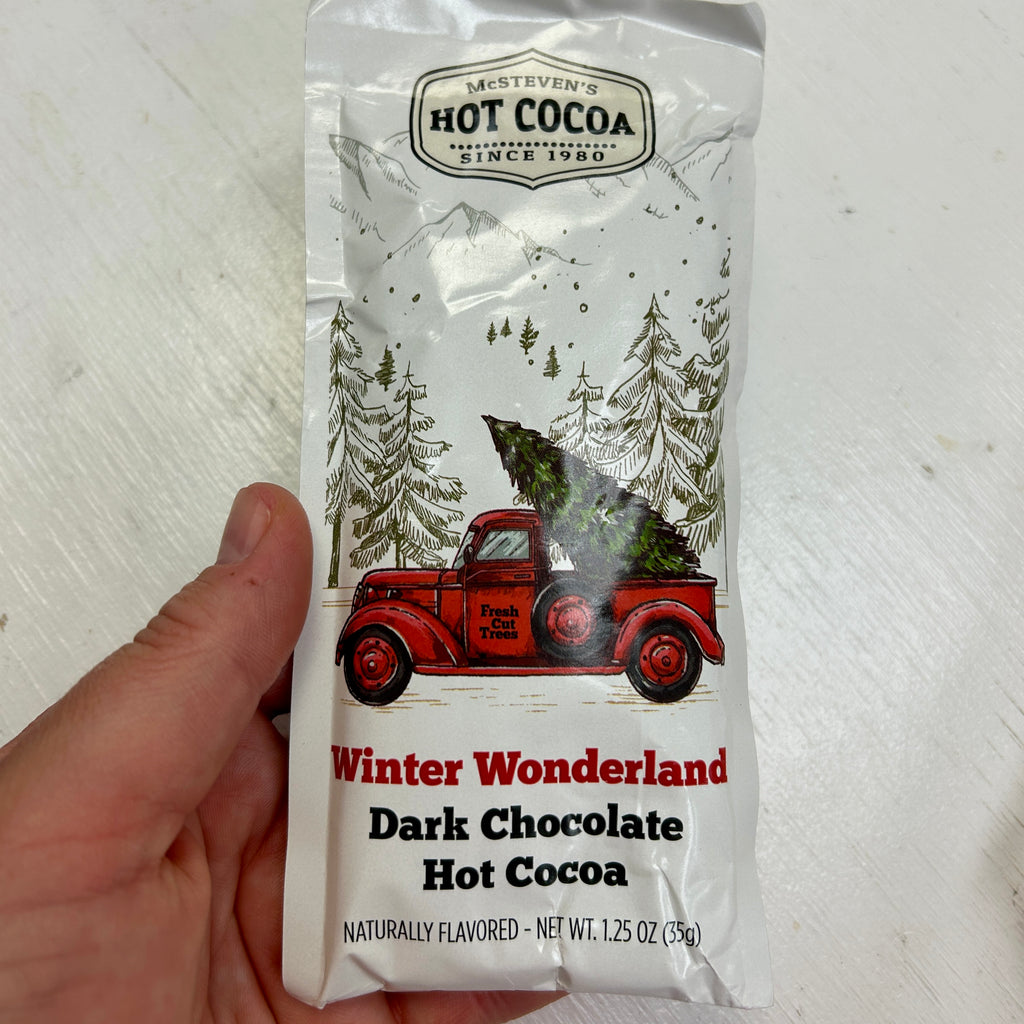 McSTEVEN'S
HOT COCOA
SINCE 1980
Fresh
Cut
Trees
Winter Wonderland
Dark Chocolate
Hot Cocoa
NATURALLY FLAVORED - NET WT. 1.25 OZ (35g)